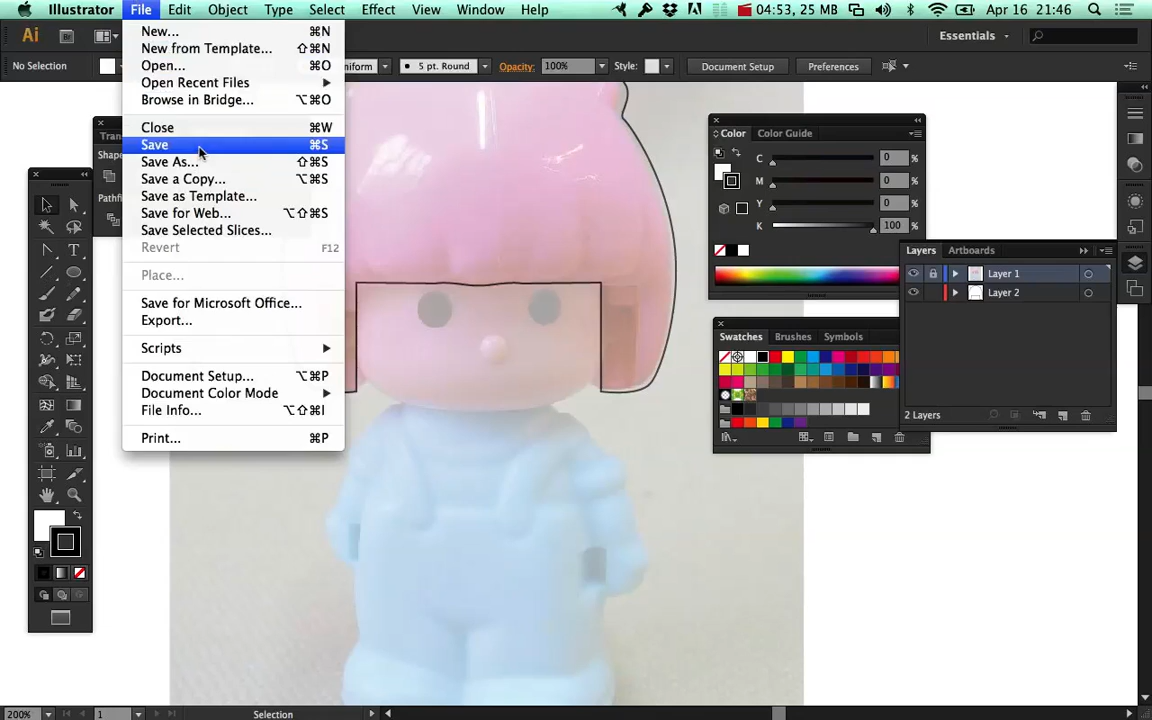 Illustrator File Edit Object Type Select Effect View Window Help 04:53, 25 MB Apr 16 21:46
Ai Br Essentials
No Selection Uniform 5 pt. Round Opacity: 100% Style: Document Setup Preferences
New... ⌘N
New from Template... ⇧⌘N
Open... ⌘O
Open Recent Files
Browse in Bridge... ⌥⌘O
Close ⌘W
Save ⌘S
Save As... ⇧⌘S
Save a Copy... ⌥⌘S
Save as Template...
Save for Web... ⌥⇧⌘S
Save Selected Slices...
Revert F12
Place...
Save for Microsoft Office...
Export...
Scripts
Document Setup... ⌥⌘P
Document Color Mode
File Info... ⌥⇧⌘I
Print... ⌘P
Color Color Guide
C 0 %
M 0 %
Y 0 %
K 100 %
Layers Artboards
Layer 1
Layer 2
2 Layers
Swatches Brushes Symbols
200% 1 Selection